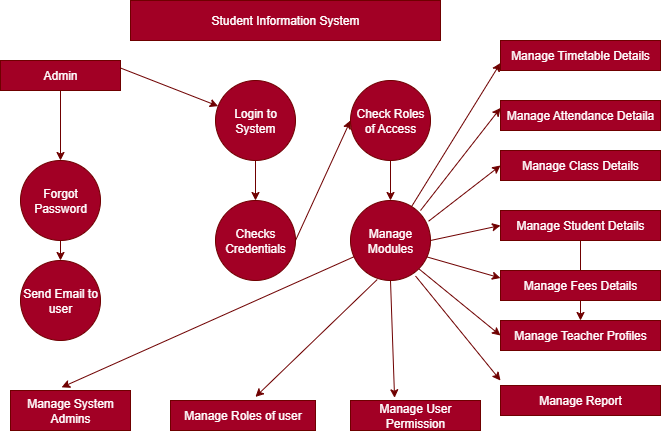 Student Information System
Admin
Login to
System
Check Roles
of Access
Manage Timetable Details
Manage Attendance Detaila
Manage Class Details
Forgot
Password
Checks
Credentials
Manage
Modules
Manage Student Details
Send Email to
user
Manage Fees Details
Manage Teacher Profiles
Manage System
Admins
Manage Roles of user
Manage User
Permission
Manage Report